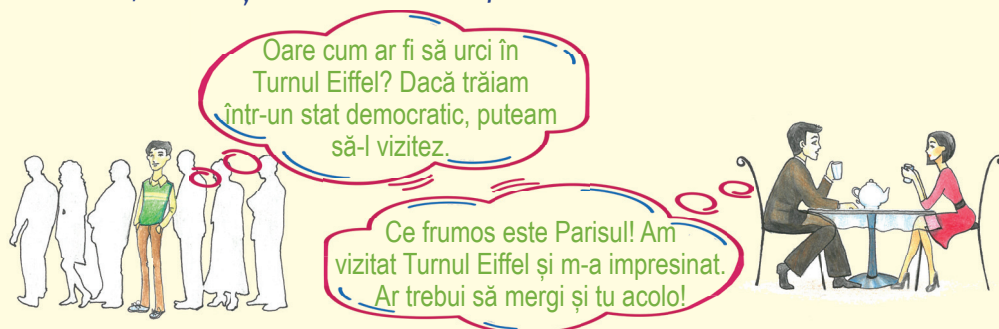 Oare cum ar fi să urci în
Turnul Eiffel? Dacă trăiam
într-un stat democratic, puteam
să-l vizitez.
Ce frumos este Parisul! Am
vizitat Turnul Eiffel și m-a impresinat.
Ar trebui să mergi și tu acolo!